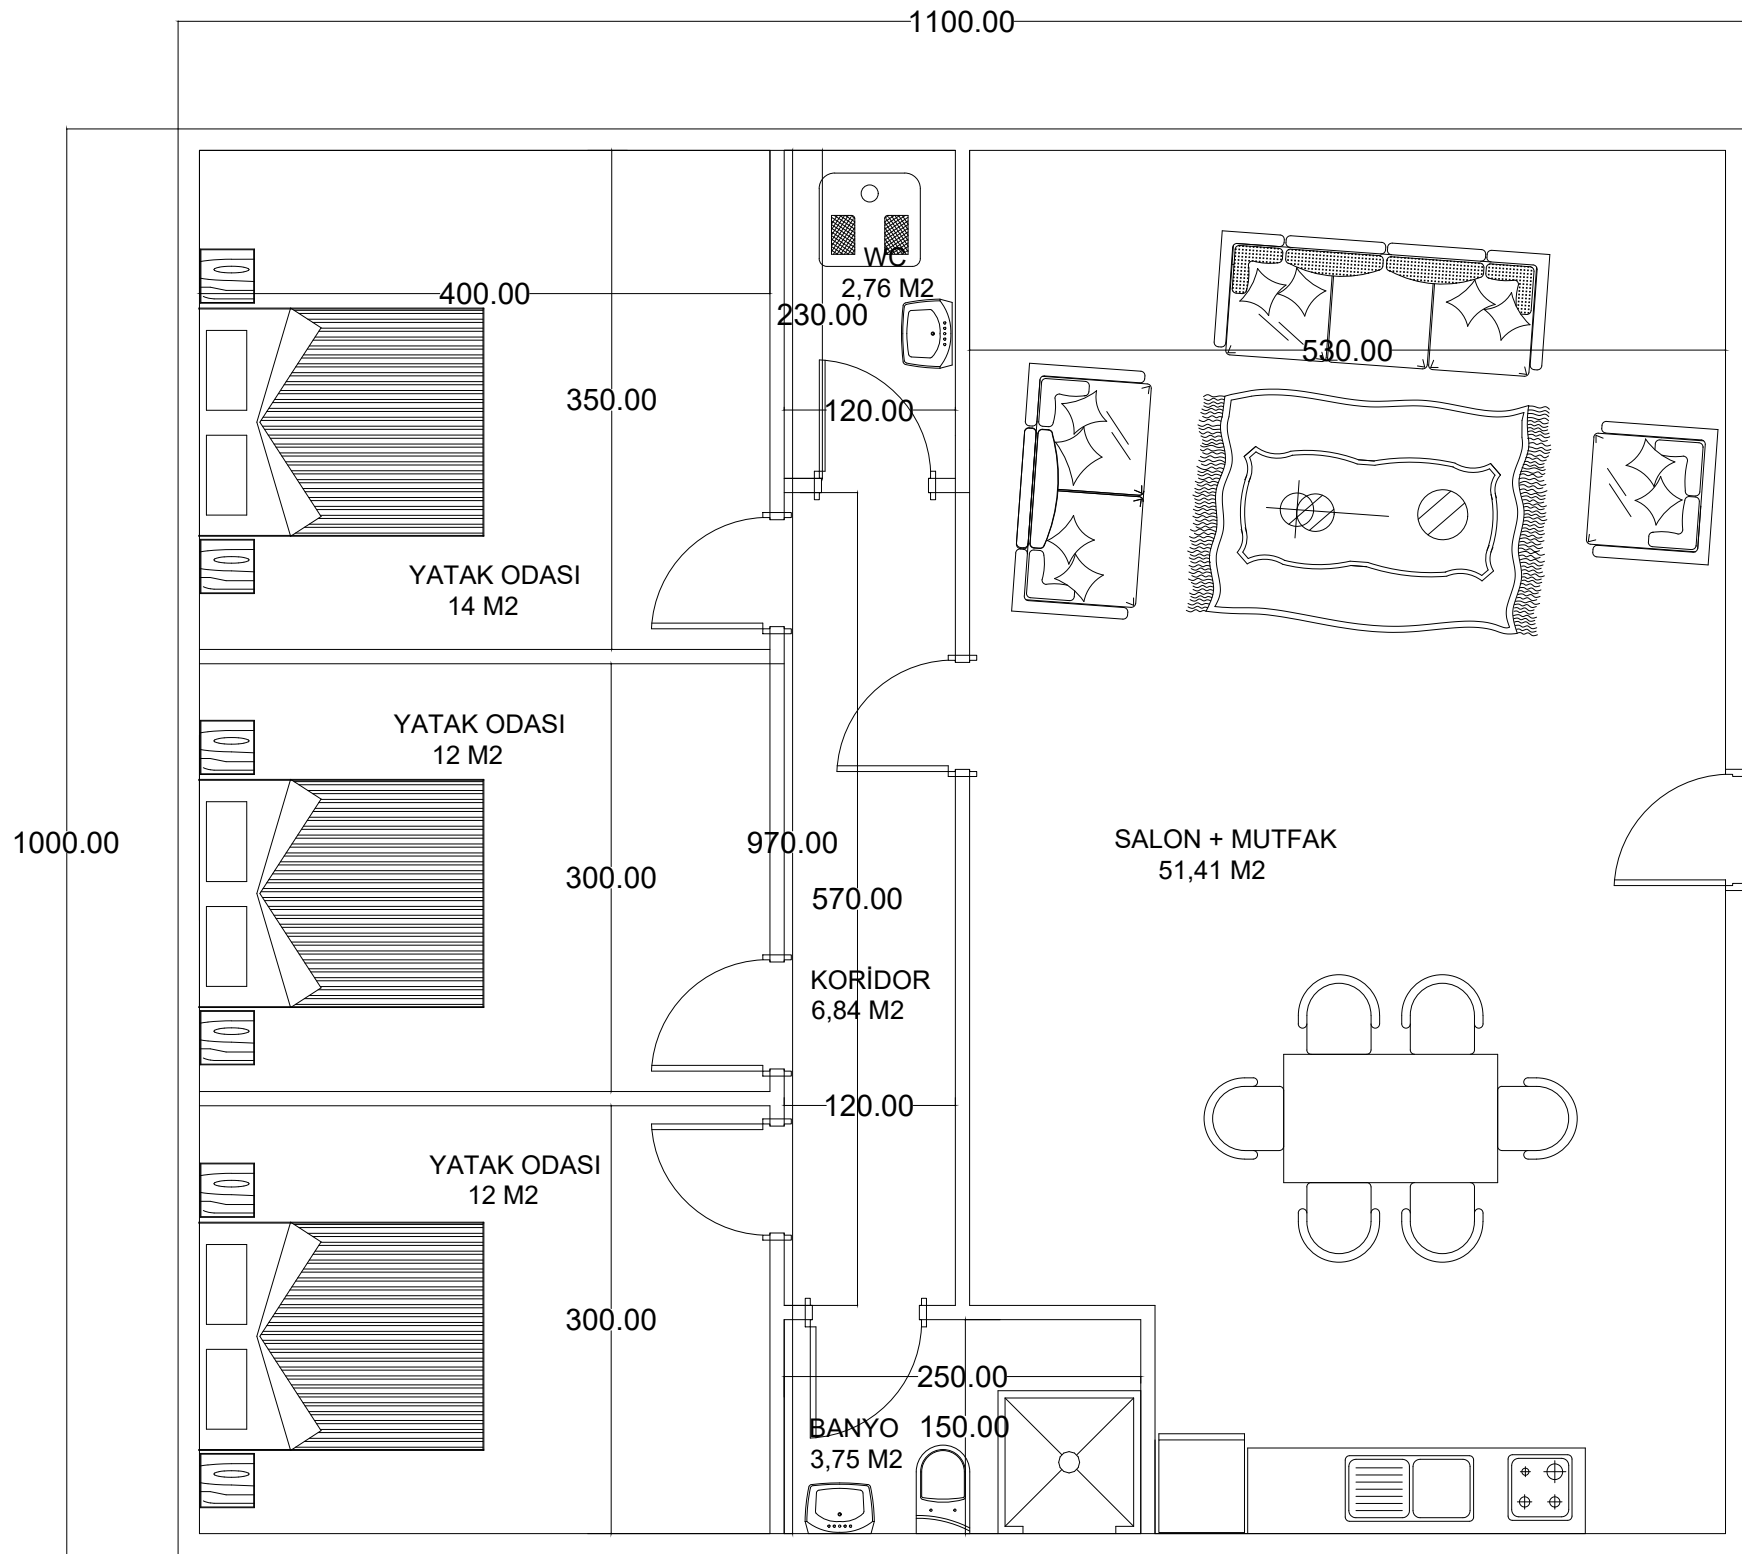 1100.00
WC
2,76 M2
400.00
230.00
530.00
350.00
120.00
YATAK ODASI
14 M2
YATAK ODASI
12 M2
1000.00
970.00
SALON + MUTFAK
51,41 M2
300.00
570.00
KORİDOR
6,84 M2
120.00
YATAK ODASI
12 M2
300.00
250.00
BANYO
150.00
3,75 M2